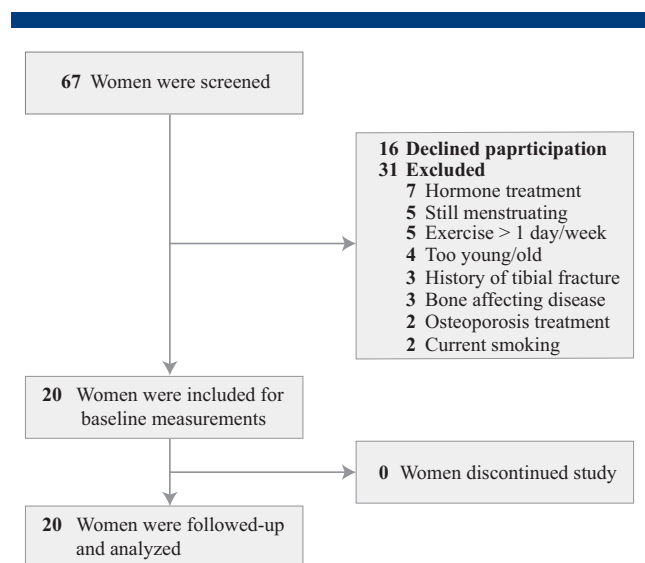 67 Women were screened
16 Declined paprticipation
31 Excluded
7 Hormone treatment
5 Still menstruating
5 Exercise > 1 day/week
4 Too young/old
3 History of tibial fracture
3 Bone affecting disease
2 Osteoporosis treatment
2 Current smoking
20 Women were included for
baseline measurements
0 Women discontinued study
20 Women were followed-up
and analyzed